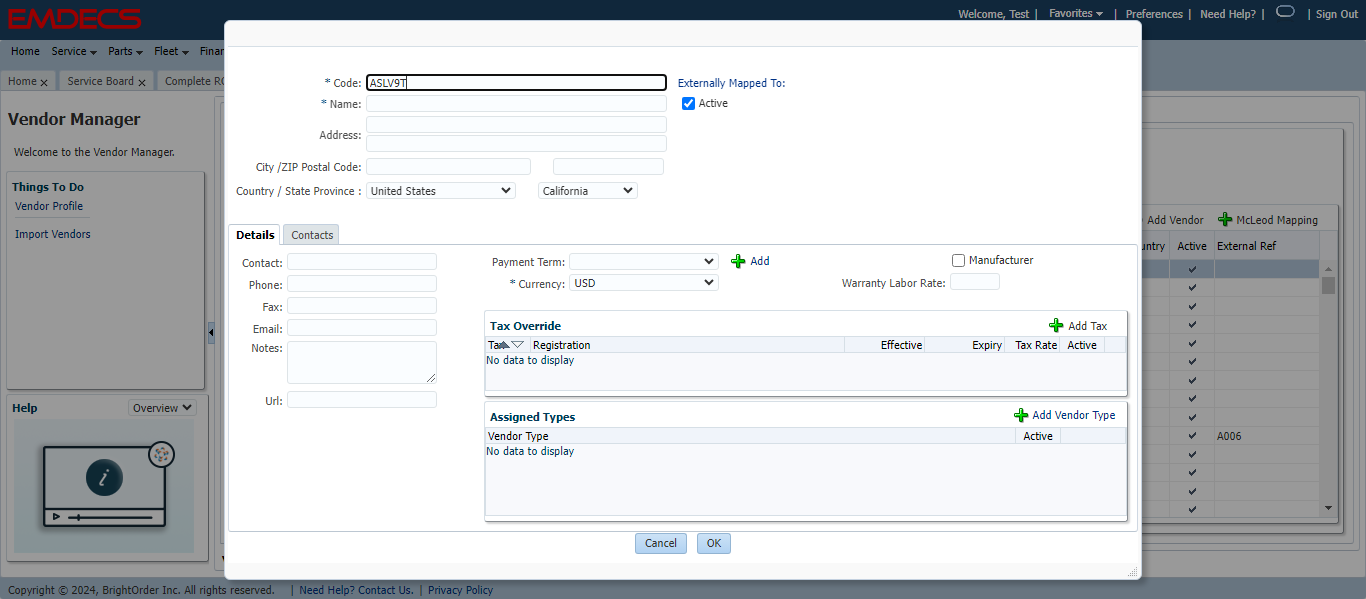 EMDECS
Welcome, Test | Favorites | Preferences | Need Help? | | Sign Out
Home Service Parts Fleet
Home Service Board
Vendor Manager
Welcome to the Vendor Manager.
Things To Do
Vendor Profile
Import Vendors
Help Overview
* Code: ASLV9T Externally Mapped To:
* Name: Active
Address:
City /ZIP Postal Code:
Country / State Province : United States California
Details Contacts
Contact:
Phone:
Fax:
Email:
Notes:
Url:
Payment Term: Add
* Currency: USD
Manufacturer
Warranty Labor Rate:
Tax Override Add Tax
Registration Effective Expiry Tax Rate Active
No data to display
Assigned Types Add Vendor Type
Vendor Type Active
No data to display
Cancel OK
Add Vendor McLeod Mapping
Active External Ref
A006
Copyright © 2024, BrightOrder Inc. All rights reserved. | Need Help? Contact Us. | Privacy Policy